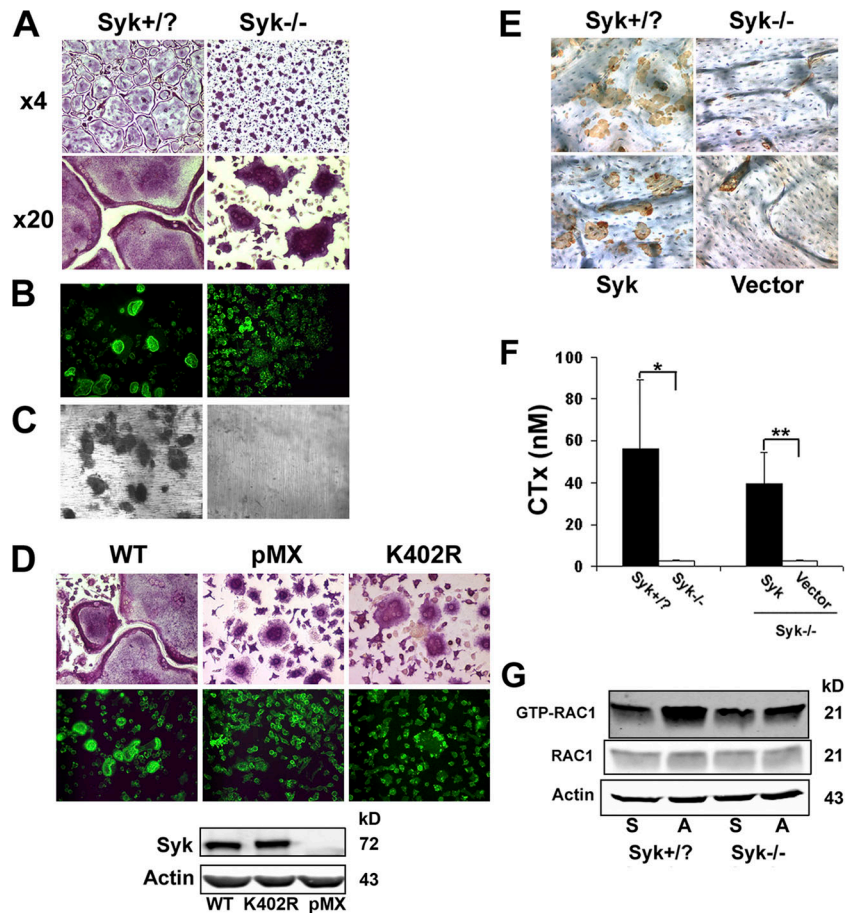 A
Syk+/?
Syk-/-
x4
x20
B
C
D
WT
pMX
K402R
kD
Syk
72
Actin
43
WT
K402R
pMX
E
Syk+/?
Syk-/-
Syk
Vector
F
CTx (nM)
100
80
60
40
20
0
*
**
Syk+/?
Syk-/-
Syk
Vector
Syk-/-
G
kD
GTP-RAC1
21
RAC1
21
Actin
43
S
A
S
A
Syk+/?
Syk-/-